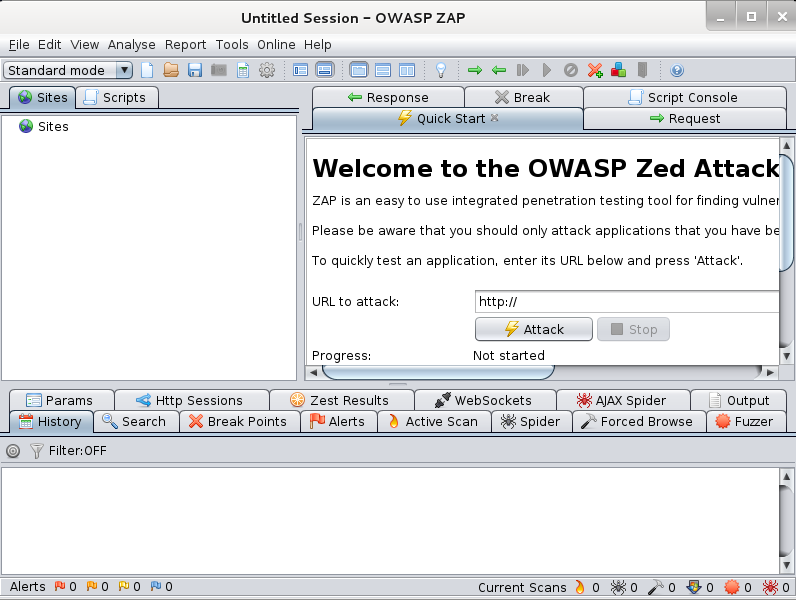 Untitled Session - OWASP ZAP
File Edit View Analyse Report Tools Online Help
Standard mode
Sites Scripts
Sites
Response Break Script Console
Quick Start Request
Welcome to the OWASP Zed Attack
ZAP is an easy to use integrated penetration testing tool for finding vulner
Please be aware that you should only attack applications that you have be
To quickly test an application, enter its URL below and press 'Attack'.
URL to attack: http://
Attack Stop
Progress: Not started
Params Http Sessions Zest Results WebSockets AJAX Spider Output
History Search Break Points Alerts Active Scan Spider Forced Browse Fuzzer
Filter:OFF
Alerts 0 0 0 0 Current Scans 0 0 0 0 0 0